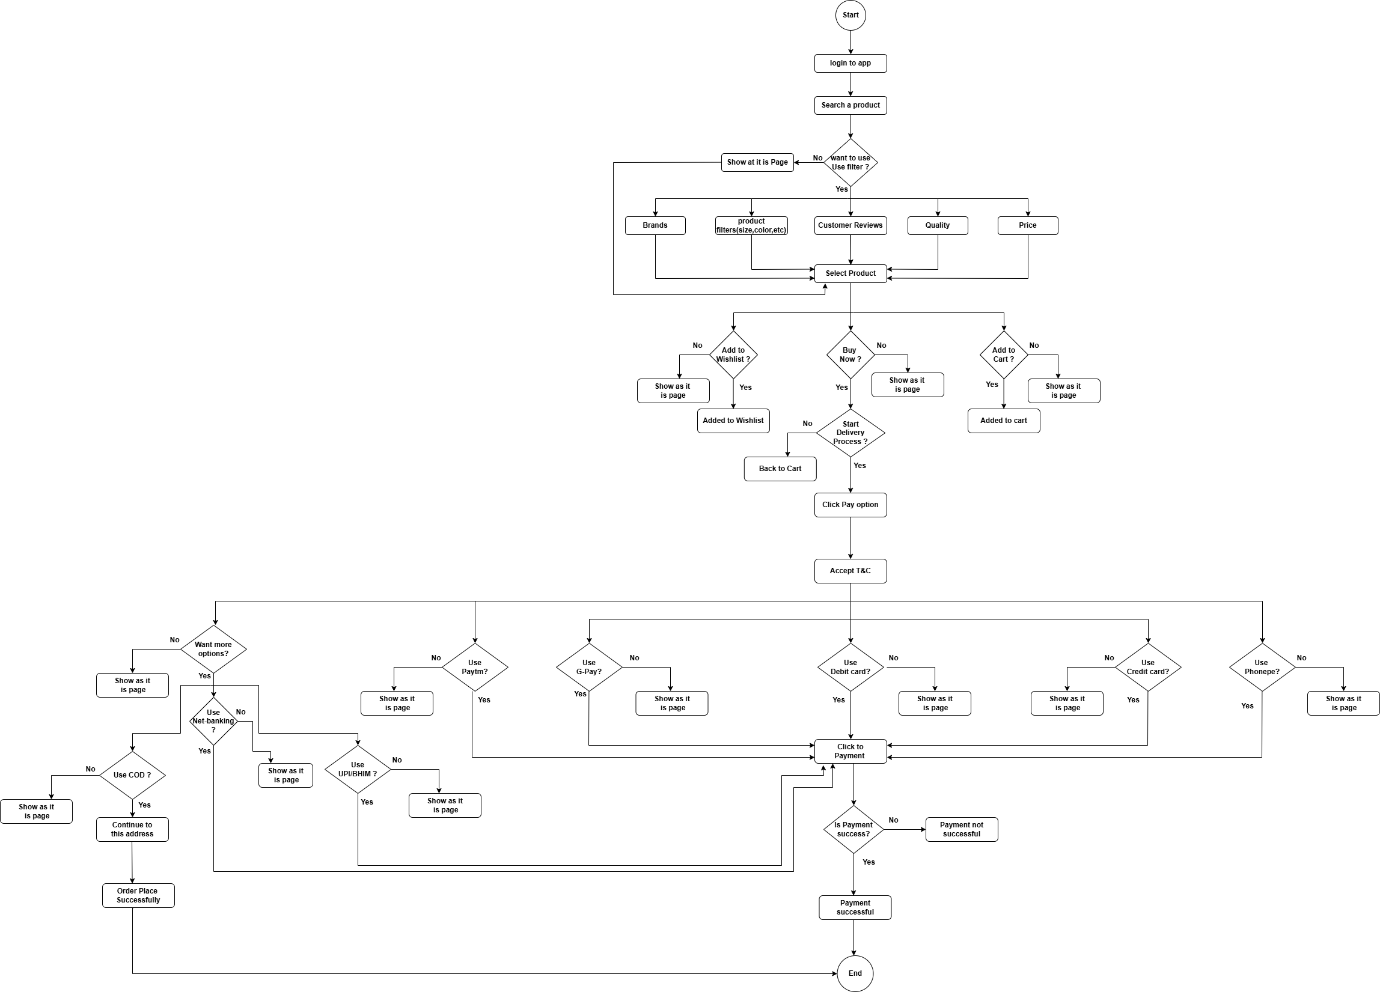 Start
login to app
Search a product
want to use
Use filter ?
No
Show at it is Page
Yes
Brands
product
filters(size,color,etc)
Customer Reviews
Quality
Price
Select Product
No
Add to
Wishlist ?
Buy
Now ?
No
Add to
Cart ?
No
Show as it
is page
Yes
Yes
Show as it
is page
Yes
Show as it
is page
Added to Wishlist
No
Start
Delivery
Process ?
Added to cart
Back to Cart
Yes
Click Pay option
Accept T&C
No
Want more
options?
No
Use
Paytm?
Use
G-Pay?
No
Use
Debit card?
No
No
Use
Credit card?
Use
Phonepe?
No
Show as it
is page
Yes
Show as it
is page
Yes
Yes
Show as it
is page
Yes
Show as it
is page
Show as it
is page
Yes
Yes
Show as it
is page
Use
Net-banking
?
No
Yes
Click to
Payment
No
Use COD ?
Show as it
is page
Use
UPI/BHIM ?
No
Show as it
is page
Yes
Yes
Show as it
is page
Continue to
this address
Is Payment
success?
No
Payment not
successful
Yes
Order Place
Successfully
Payment
successful
End